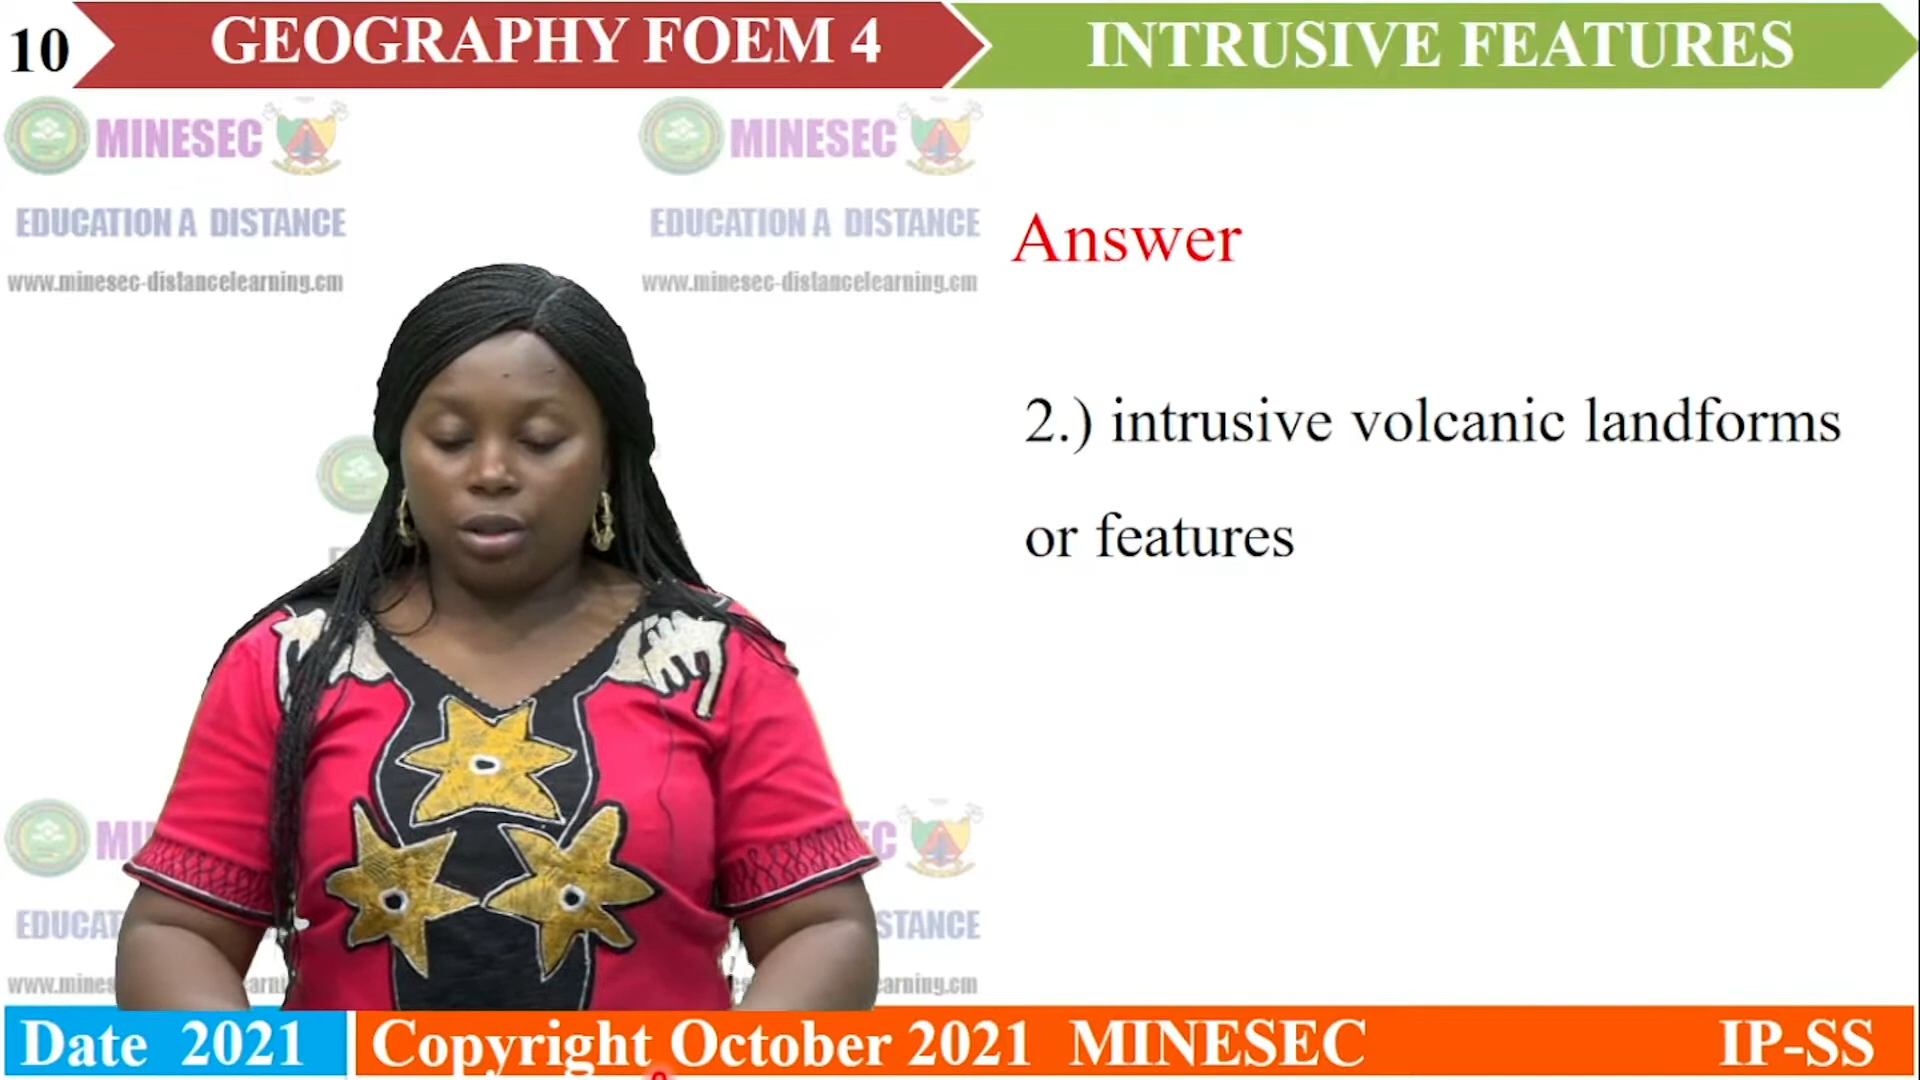 10
GEOGRAPHY FOEM 4
INTRUSIVE FEATURES
MINESEC
EDUCATION A DISTANCE
www.minesec-distancelearning.cm
MINESEC
EDUCATION A DISTANCE
www.minesec-distancelearning.cm
Answer
2.) intrusive volcanic landforms
or features
Date 2021
Copyright October 2021 MINESEC
IP-SS